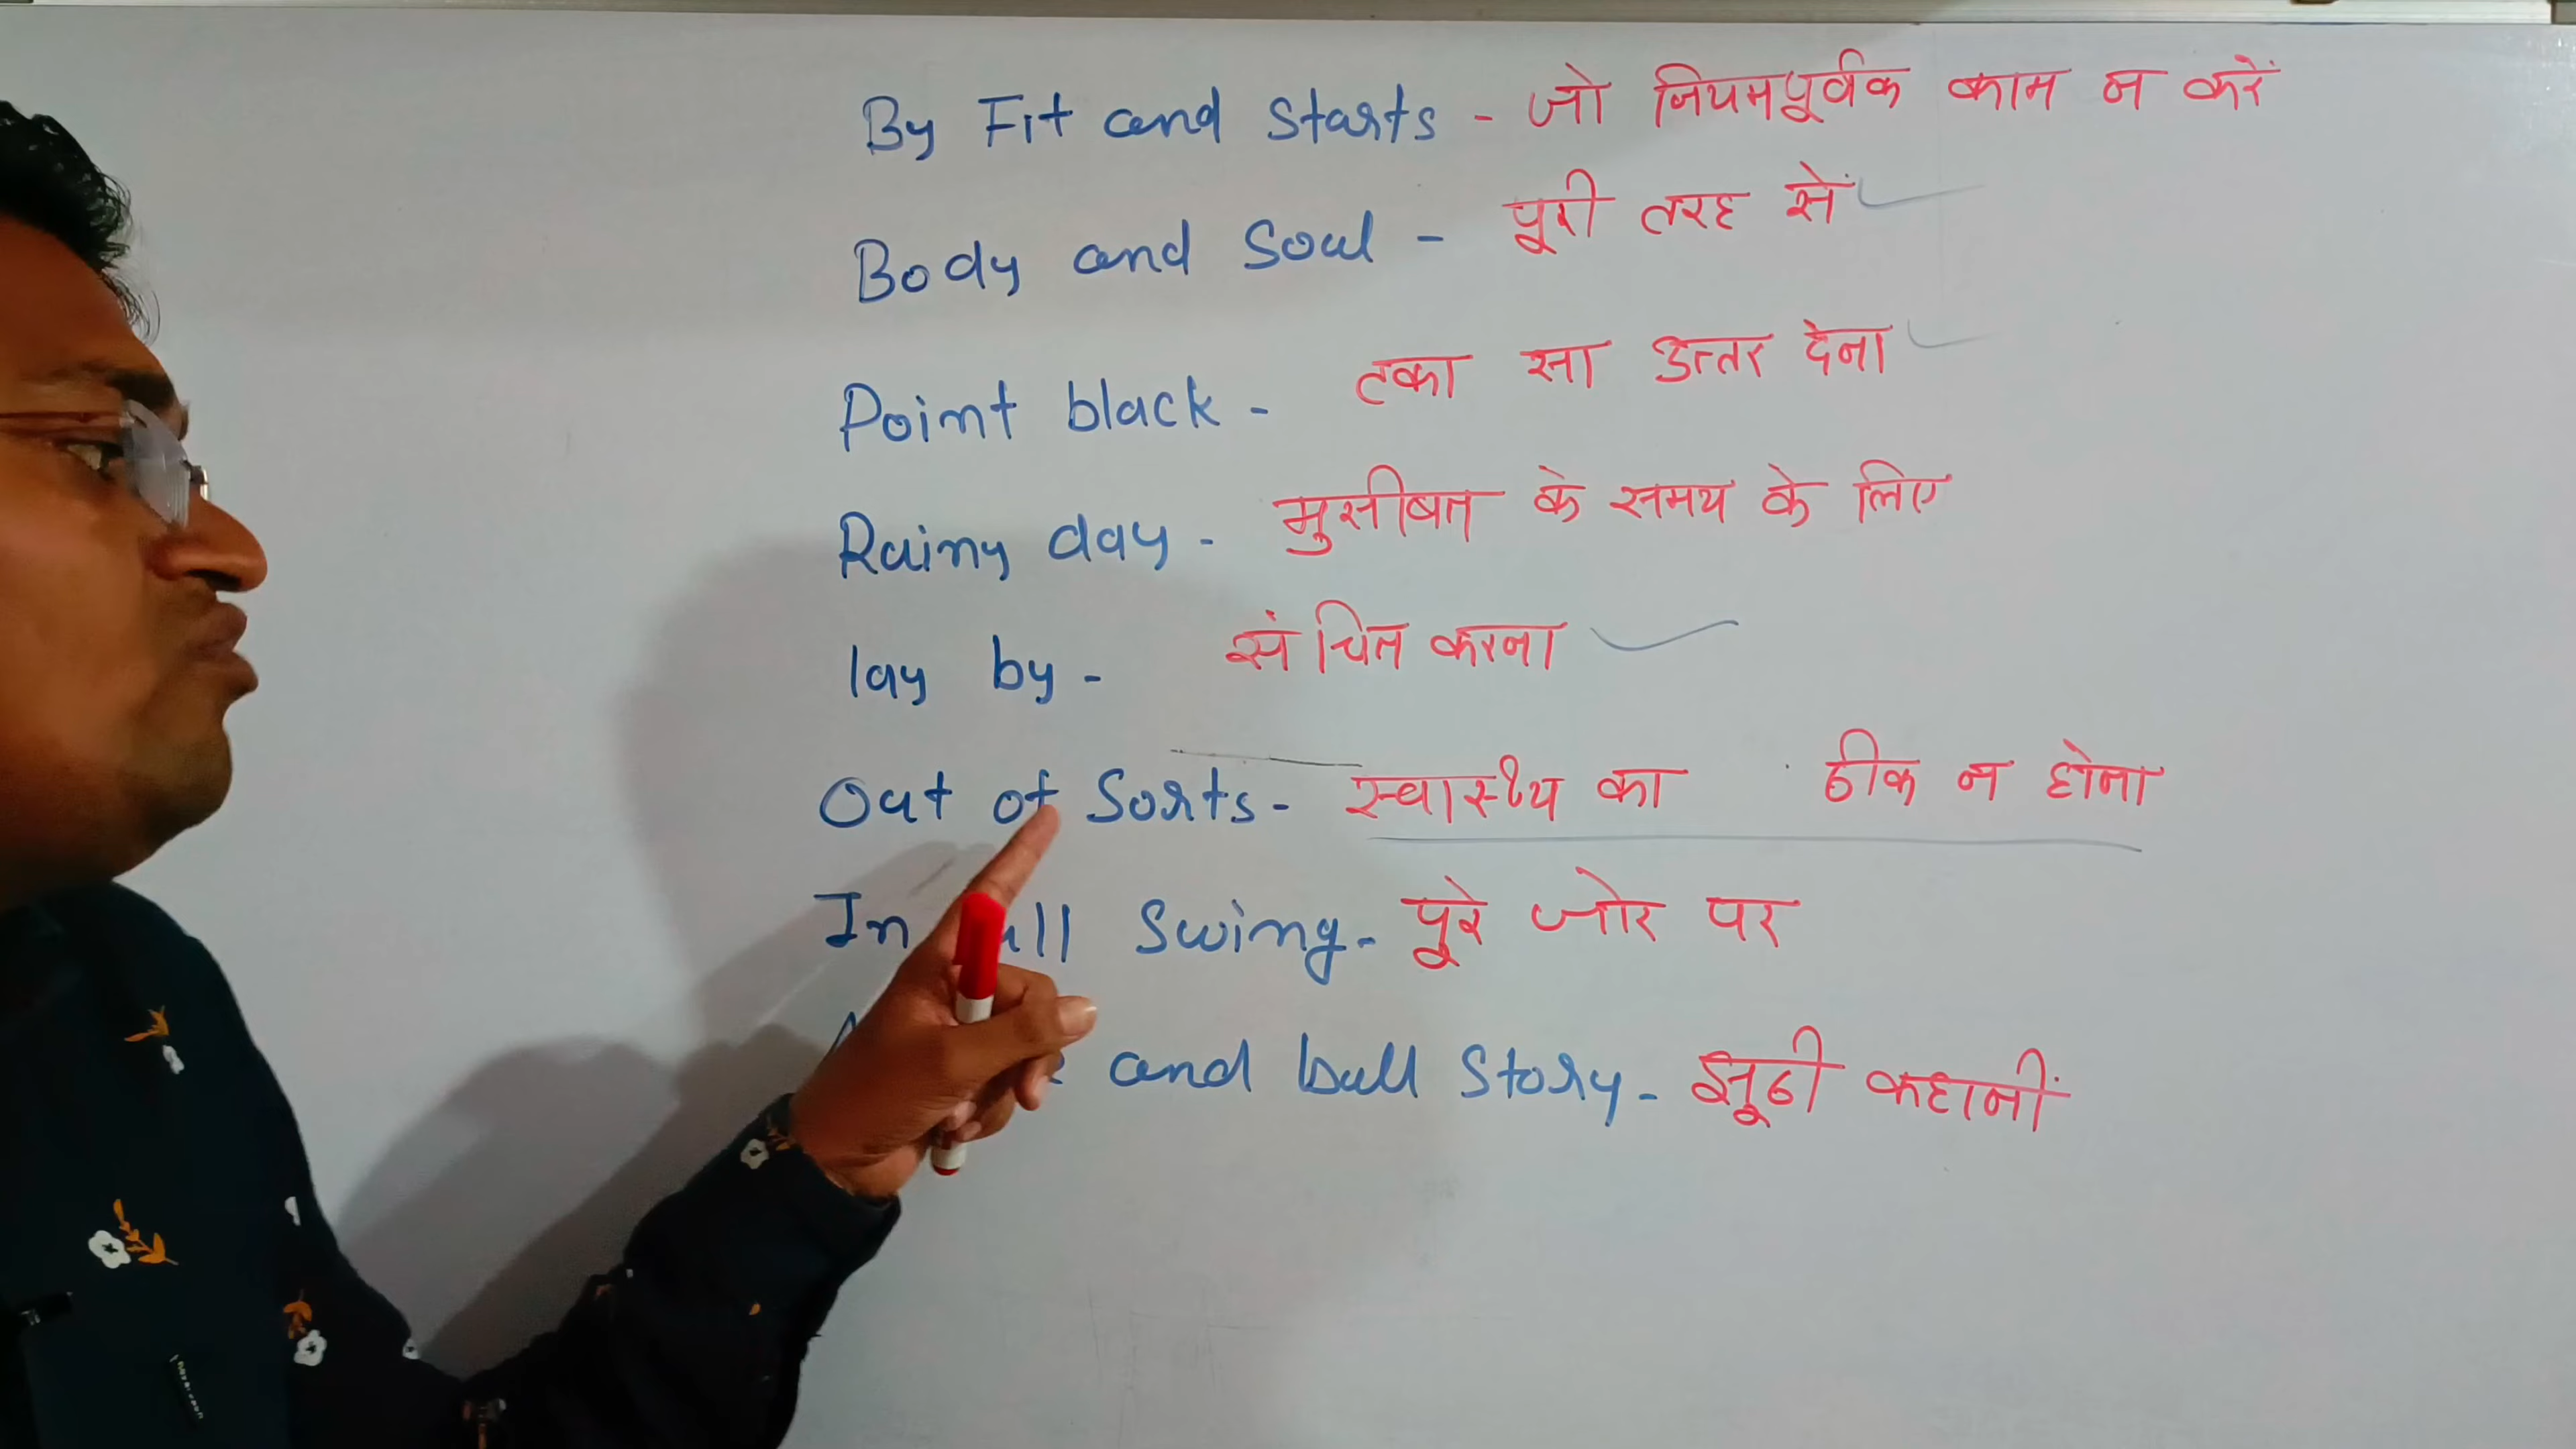 By Fit and Starts - जो नियमपूर्वक काम न करें
Body and Soul - पूरी तरह सें
Point black - टका सा उत्तर देना
Rainy day - मुसीबत के समय के लिए
lay by - संचित करना
Out of Sorts - स्वास्थ्य का ठीक न होना
In Swing - पूरे जोर पर
and bull Story - झूठी कहानीं